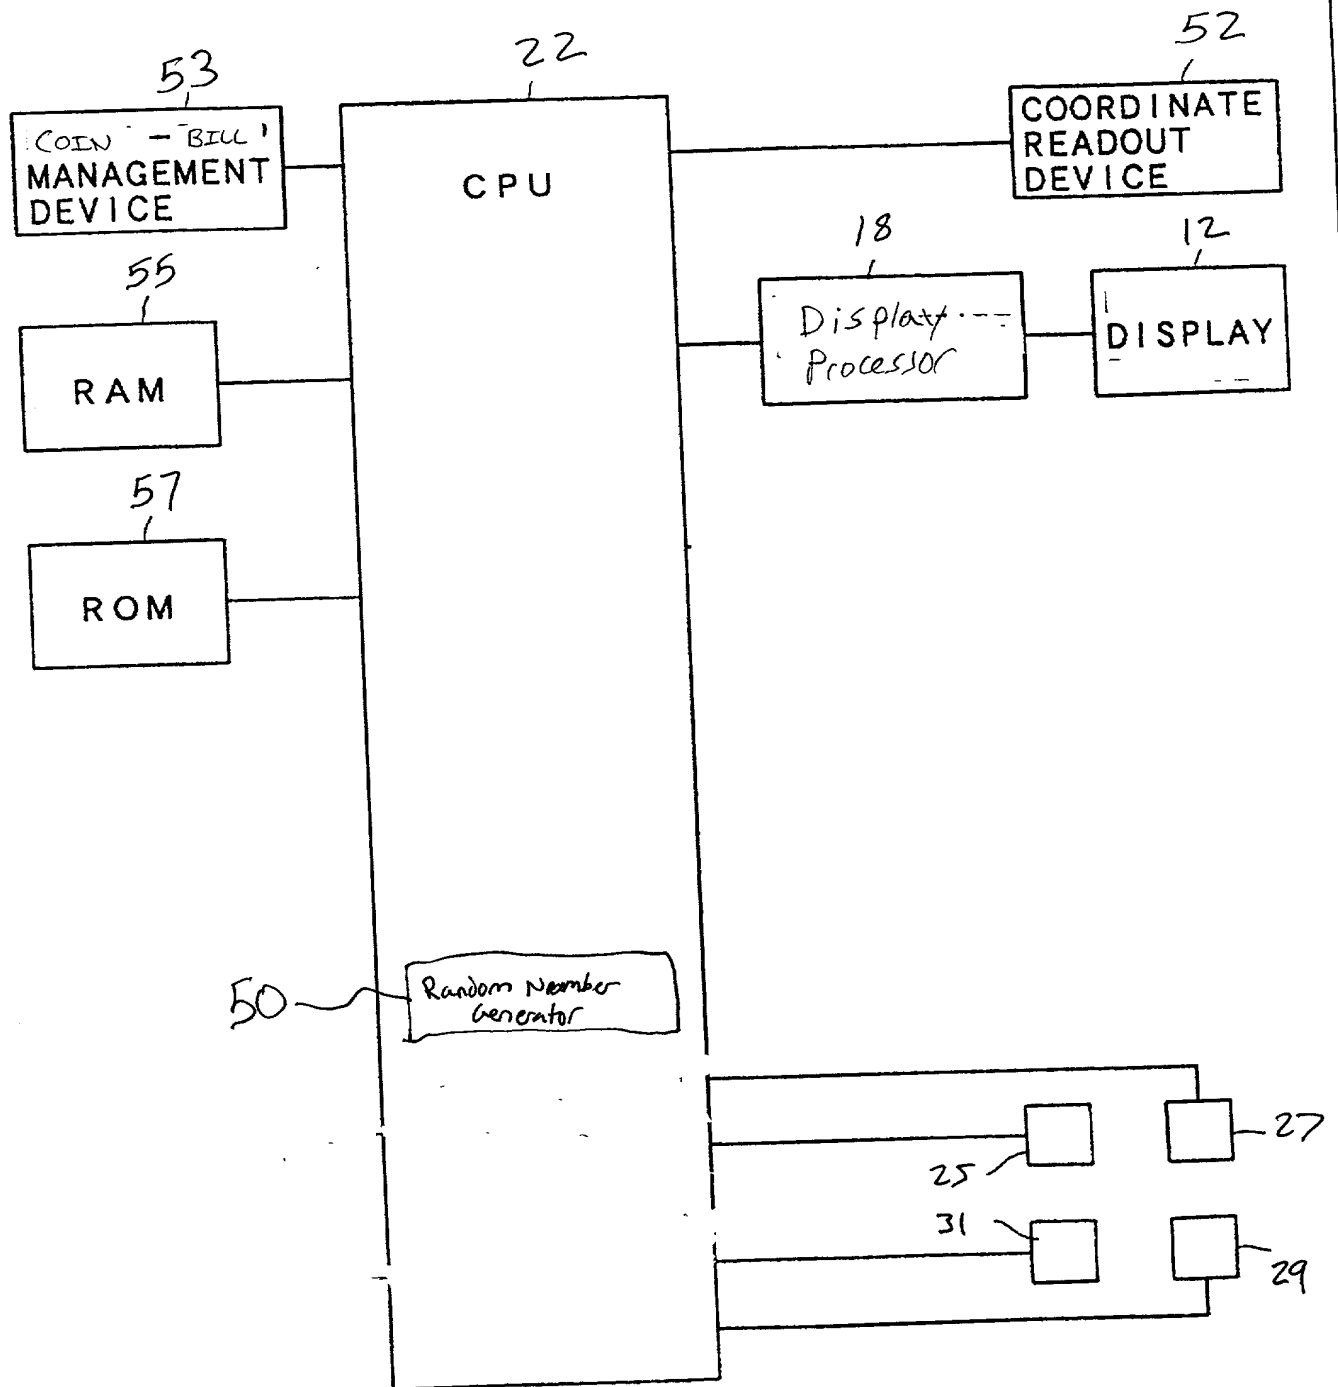 53
22
52
COIN - BILL
MANAGEMENT
DEVICE
CPU
COORDINATE
READOUT
DEVICE
55
18
12
RAM
Display
Processor
DISPLAY
57
ROM
50
Random Number
Generator
25
27
31
29